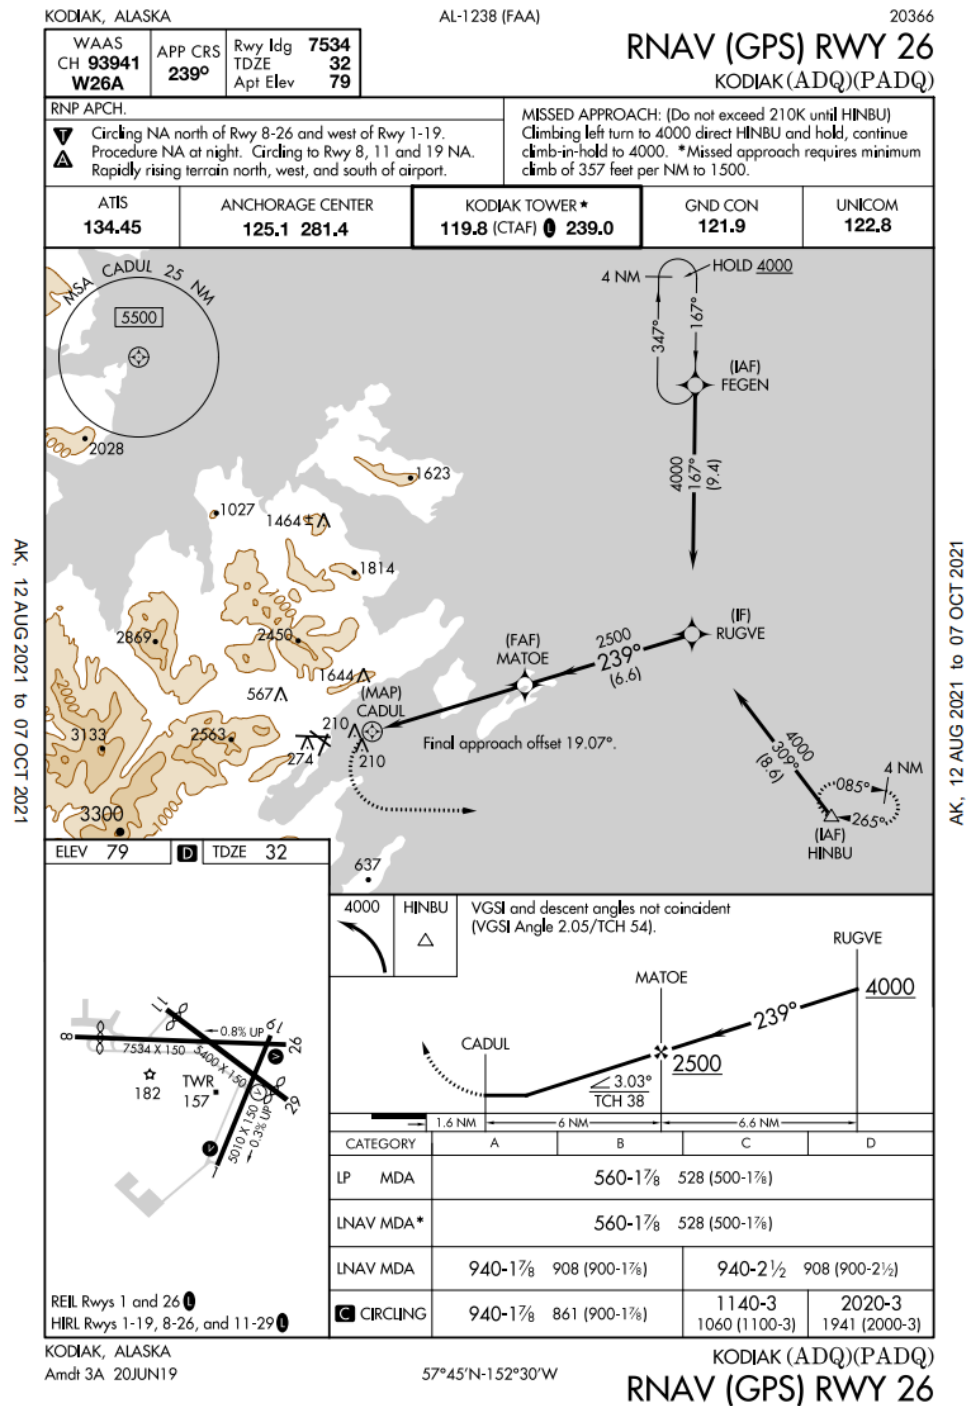 KODIAK, ALASKA
AL-1238 (FAA)
20366
WAAS
CH 93941
W26A
APP CRS
239°
Rwy ldg 7534
TDZE 32
Apt Elev 79
RNAV (GPS) RWY 26
KODIAK (ADQ)(PADQ)
RNP APCH.
T
A
Circling NA north of Rwy 8-26 and west of Rwy 1-19.
Procedure NA at night. Circling to Rwy 8, 11 and 19 NA.
Rapidly rising terrain north, west, and south of airport.
MISSED APPROACH: (Do not exceed 210K until HINBU)
Climbing left turn to 4000 direct HINBU and hold, continue
climb-in-hold to 4000. *Missed approach requires minimum
climb of 357 feet per NM to 1500.
ATIS
134.45
ANCHORAGE CENTER
125.1 281.4
KODIAK TOWER★
119.8 (CTAF) L 239.0
GND CON
121.9
UNICOM
122.8
MSA CADUL 25 NM
5500
4 NM
HOLD 4000
347°
167°
(IAF)
FEGEN
4000
167°
(9.4)
1000
2028
1623
1027
1464±
1814
2869
2450
1644
567
2000
3133
2563
3300
274
210
210
637
(IF)
RUGVE
(FAF)
MATOE
2500
239°
(6.6)
(MAP)
CADUL
Final approach offset 19.07°.
4000
309°
(8.6)
4 NM
085°
265°
(IAF)
HINBU
AK, 12 AUG 2021 to 07 OCT 2021
AK, 12 AUG 2021 to 07 OCT 2021
ELEV 79
D
TDZE 32
11
19
8
26
29
1
0.8% UP
7534 X 150
5400 X 150
5010 X 150
0.3% UP
182
TWR
157
V
V
V
REIL Rwys 1 and 26 L
HIRL Rwys 1-19, 8-26, and 11-29 L
4000
HINBU
VGSI and descent angles not coincident
(VGSI Angle 2.05/TCH 54).
RUGVE
MATOE
CADUL
4000
239°
2500
3.03°
TCH 38
1.6 NM
6 NM
6.6 NM
CATEGORY
A
B
C
D
LP MDA
560-1⅞ 528 (500-1⅞)
LNAV MDA*
560-1⅞ 528 (500-1⅞)
LNAV MDA
940-1⅞ 908 (900-1⅞)
940-2½ 908 (900-2½)
C CIRCLING
940-1⅞ 861 (900-1⅞)
1140-3
1060 (1100-3)
2020-3
1941 (2000-3)
KODIAK, ALASKA
Amdt 3A 20JUN19
57°45'N-152°30'W
KODIAK (ADQ)(PADQ)
RNAV (GPS) RWY 26